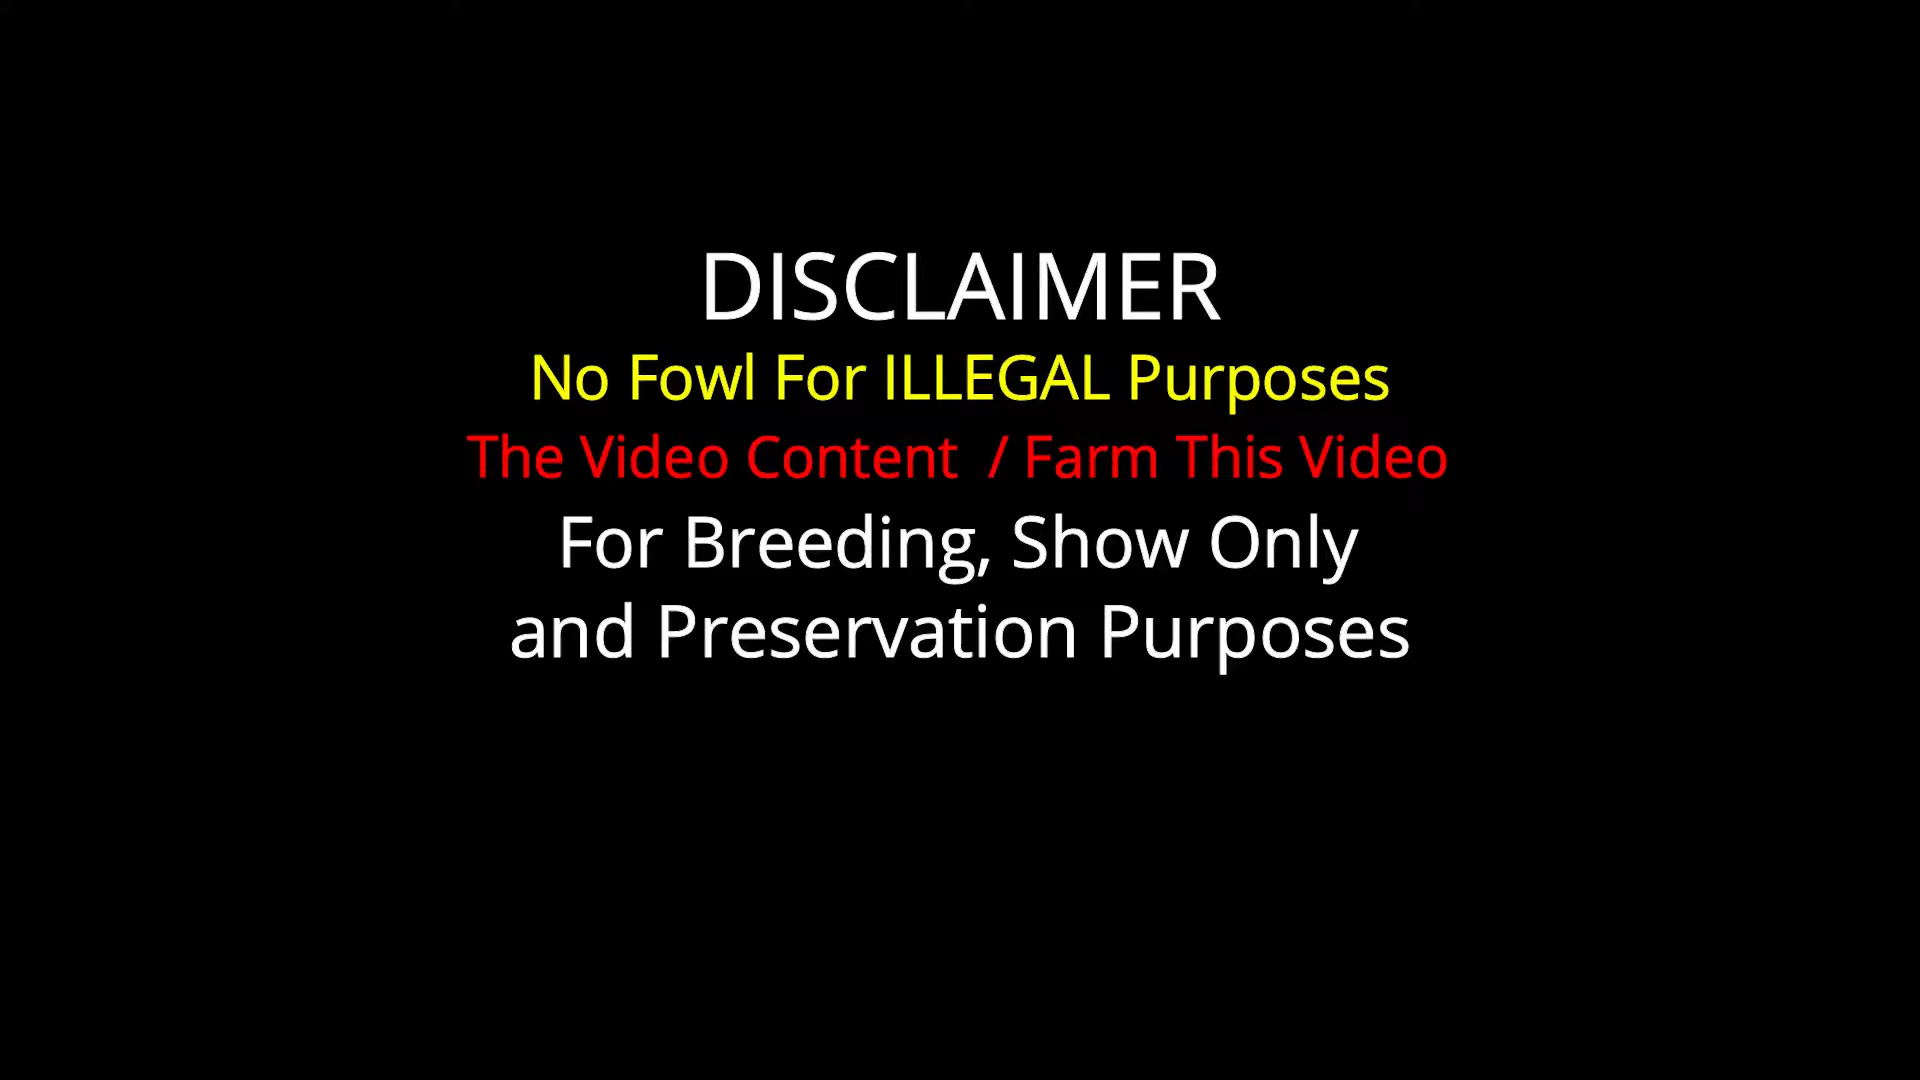 DISCLAIMER
No Fowl For ILLEGAL Purposes
The Video Content / Farm This Video
For Breeding, Show Only
and Preservation Purposes